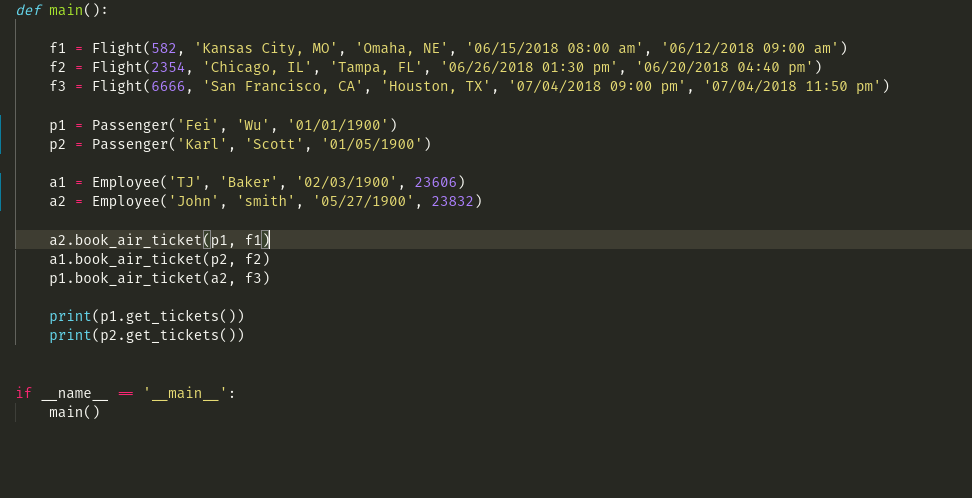 def main():
f1 = Flight(582, 'Kansas City, MO', 'Omaha, NE', '06/15/2018 08:00 am', '06/12/2018 09:00 am')
f2 = Flight(2354, 'Chicago, IL', 'Tampa, FL', '06/26/2018 01:30 pm', '06/20/2018 04:40 pm')
f3 = Flight(6666, 'San Francisco, CA', 'Houston, TX', '07/04/2018 09:00 pm', '07/04/2018 11:50 pm')
p1 = Passenger('Fei', 'Wu', '01/01/1900')
p2 = Passenger('Karl', 'Scott', '01/05/1900')
a1 = Employee('TJ', 'Baker', '02/03/1900', 23606)
a2 = Employee('John', 'smith', '05/27/1900', 23832)
a2.book_air_ticket(p1, f1)
a1.book_air_ticket(p2, f2)
p1.book_air_ticket(a2, f3)
print(p1.get_tickets())
print(p2.get_tickets())
if __name__ == '__main__':
main()